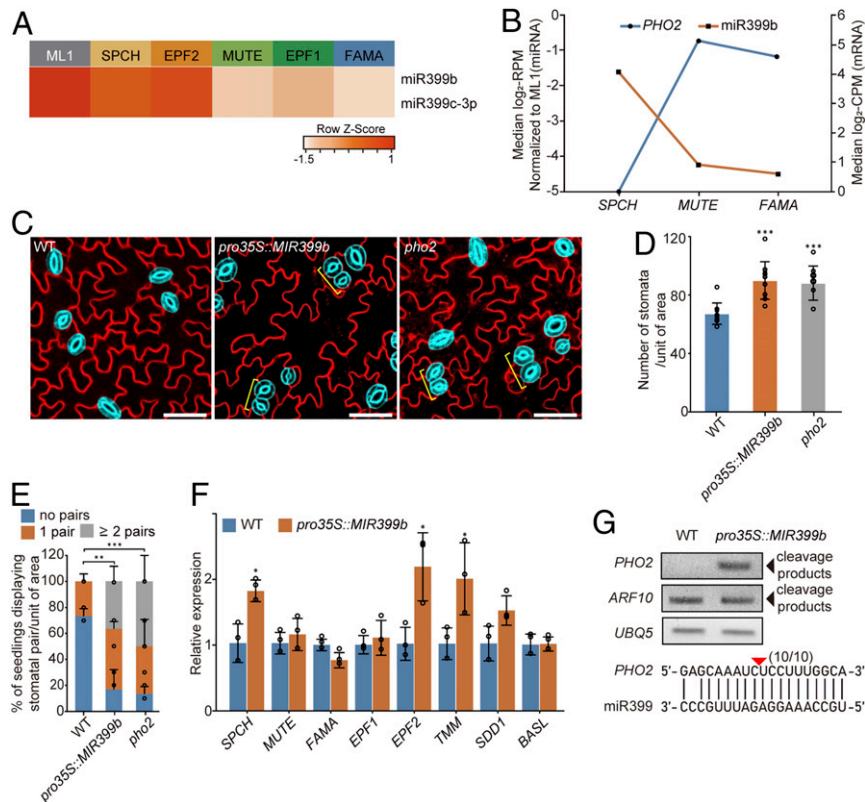 A
ML1 SPCH EPF2 MUTE EPF1 FAMA
miR399b
miR399c-3p
Row Z-Score
-1.5 1
B
PHO2 miR399b
Median log₂-RPM
Normalized to ML1(miRNA)
-0
-1
-2
-3
-4
-5
6
5
4
3
2
1
0
Median log₂-CPM (mRNA)
SPCH MUTE FAMA
C
WT pro35S::MIR399b pho2
D
Number of stomata
/unit of area
120
80
60
40
0
*** ***
WT pro35S::MIR399b pho2
E
no pairs
1 pair ≥ 2 pairs
% of seedlings displaying
stomatal pair/unit of area
120
100
80
60
40
20
0
***
**
WT pro35S::MIR399b pho2
F
WT pro35S::MIR399b
Relative expression
2
1
0
* * *
SPCH MUTE FAMA EPF1 EPF2 TMM SDD1 BASL
G
WT pro35S::MIR399b
PHO2 cleavage
products
ARF10 cleavage
products
UBQ5
(10/10)
PHO2 5'-GAGCAAAUCUCCUUUGGCA-3'
miR399 3'-CCCGUUUAGAGGAAACCGU-5'